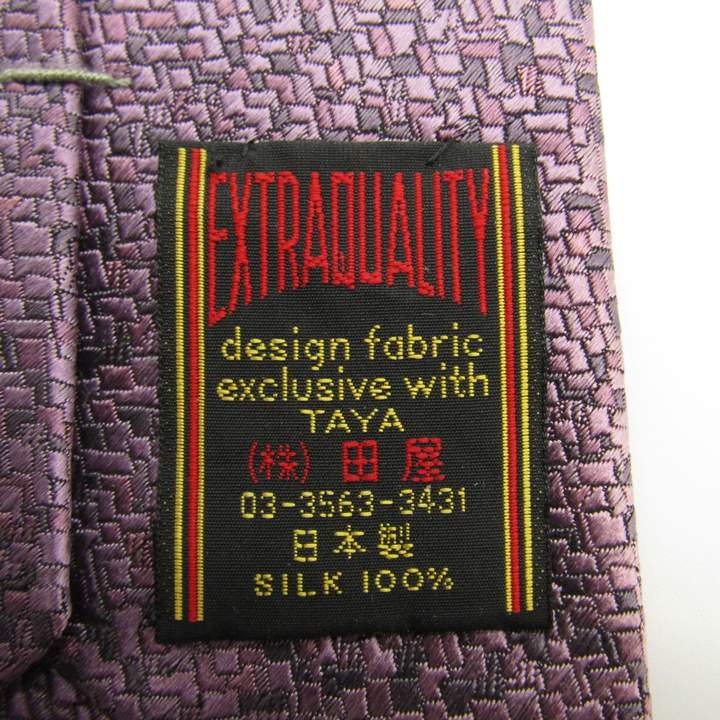 EXTRAQUALITY
design fabric
exclusive with
TAYA
(株) 田屋
03-3563-3431
日本製
SILK 100%